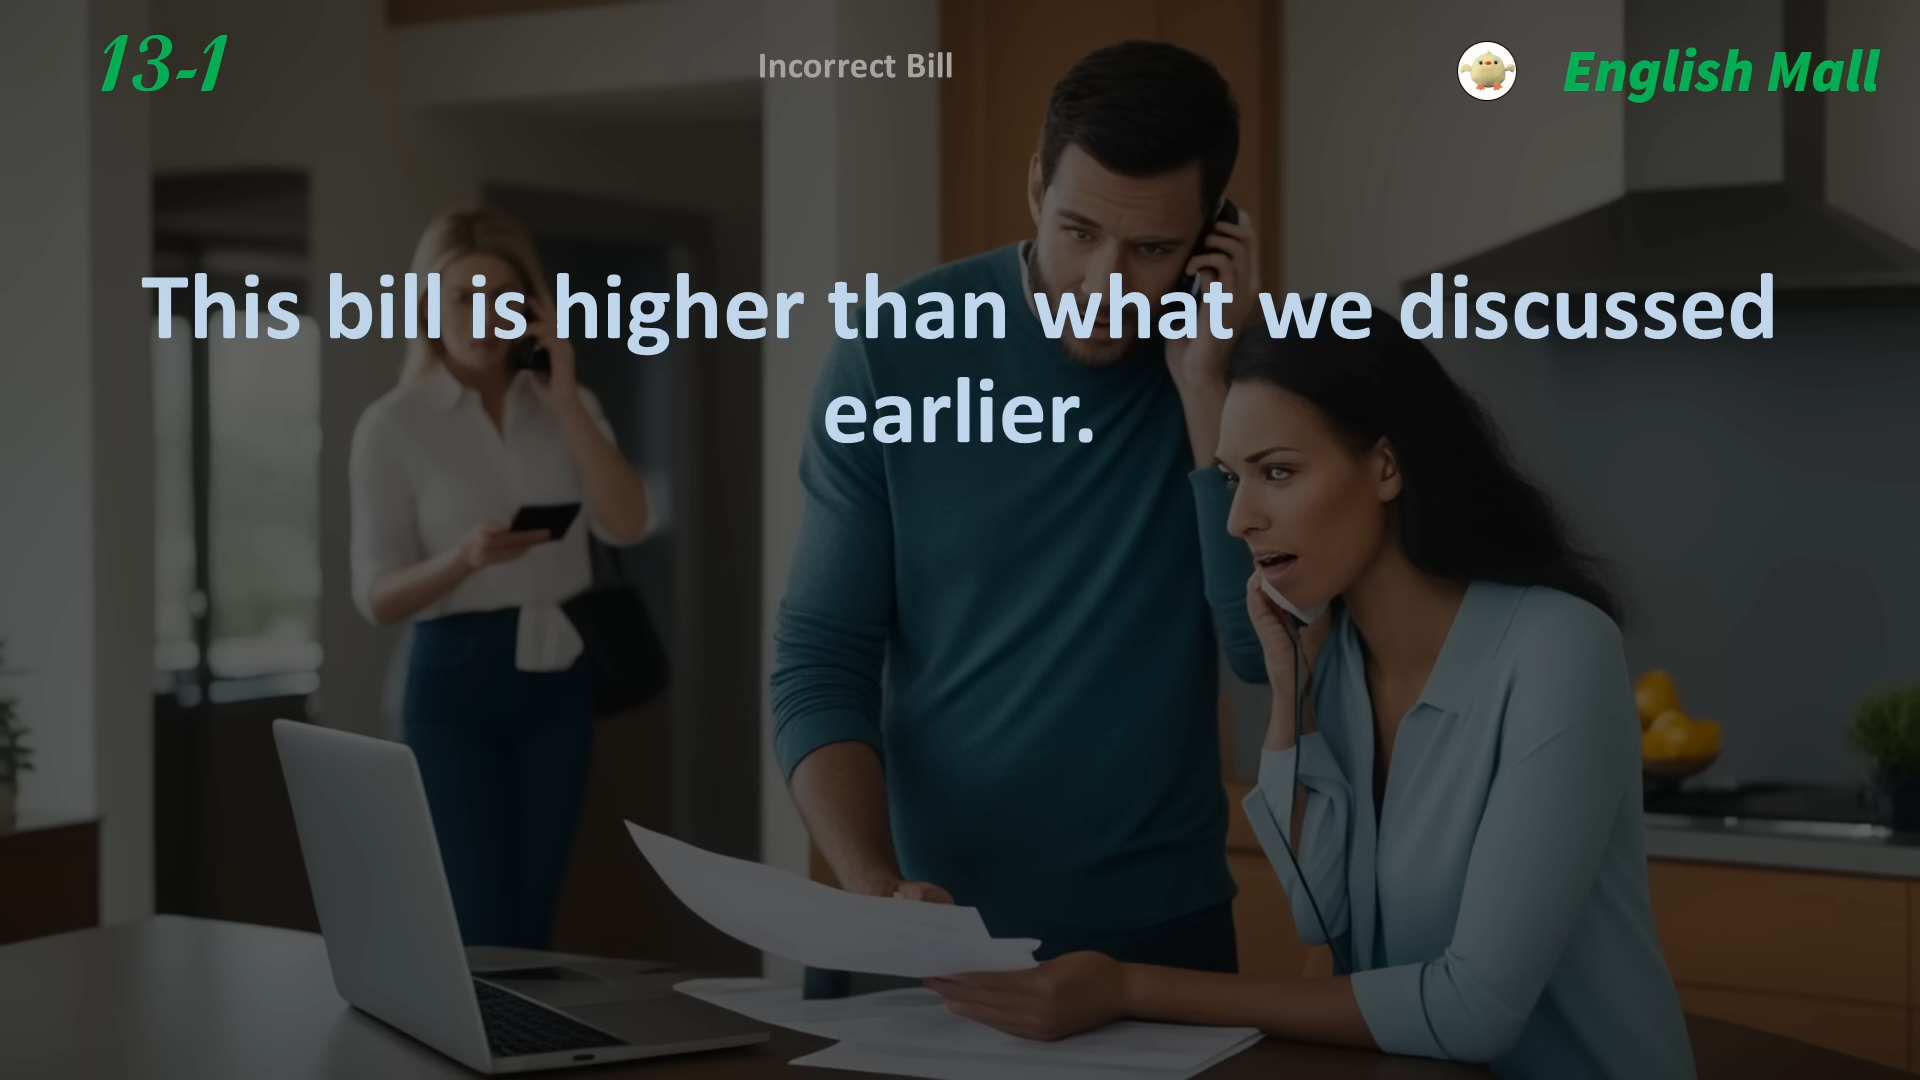 13-1
Incorrect Bill
English Mall
This bill is higher than what we discussed
earlier.